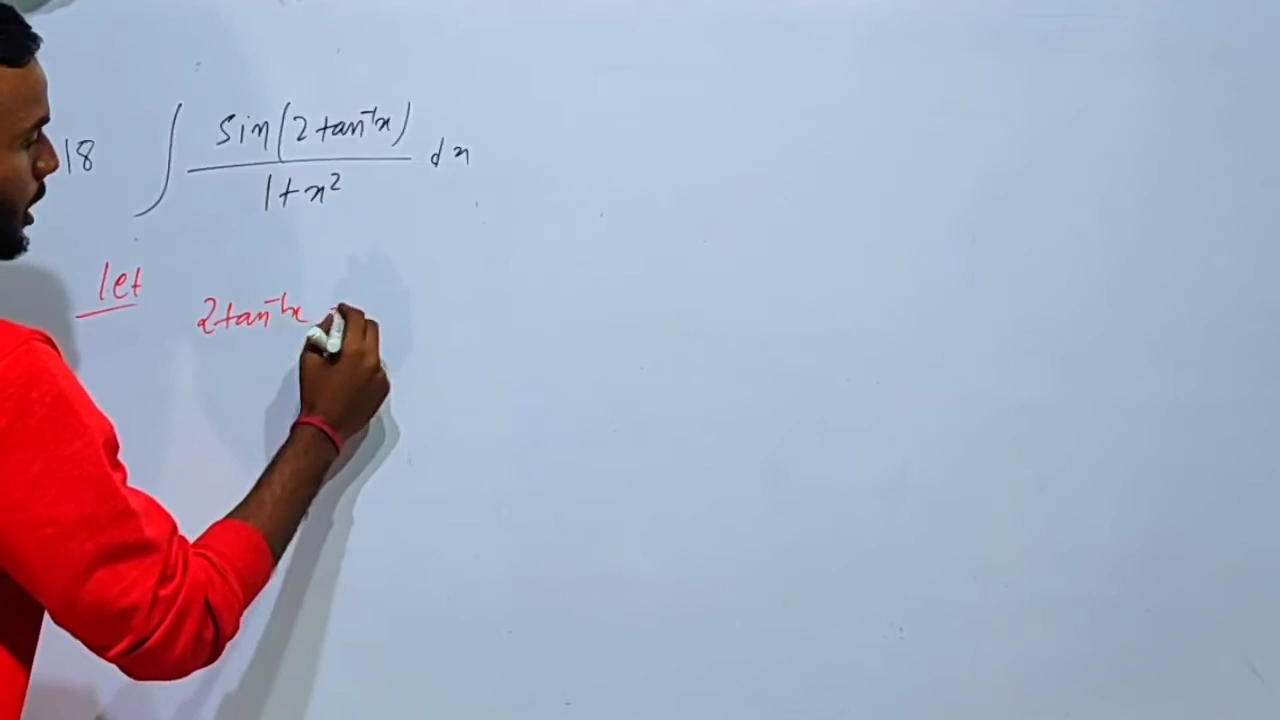 18 ∫ sin(2 tan⁻¹x) / 1+x² dx
let 2tan⁻¹x =